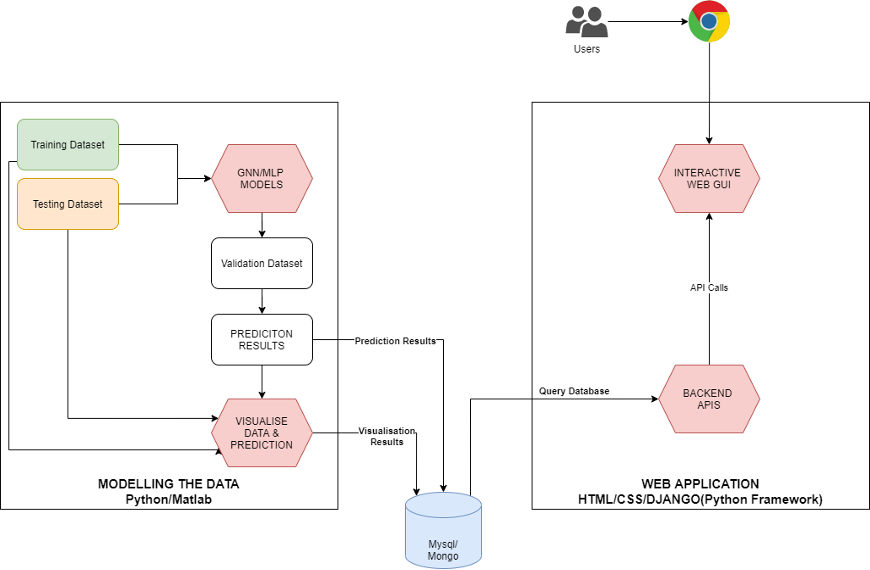 Users
Training Dataset
Testing Dataset
GNN/MLP
MODELS
Validation Dataset
PREDICITON
RESULTS
VISUALISE
DATA &
PREDICTION
MODELLING THE DATA
Python/Matlab
Prediction Results
Visualisation
Results
Mysql/
Mongo
INTERACTIVE
WEB GUI
API Calls
Query Database
BACKEND
APIS
WEB APPLICATION
HTML/CSS/DJANGO(Python Framework)